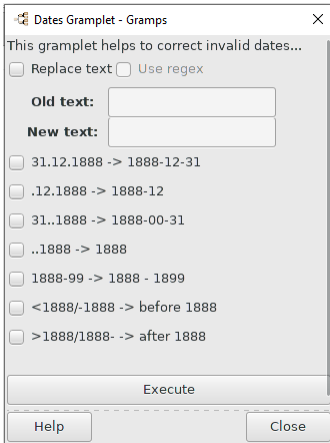 Dates Gramplet - Gramps
This gramplet helps to correct invalid dates...
Replace text Use regex
Old text:
New text:
31.12.1888 -> 1888-12-31
.12.1888 -> 1888-12
31..1888 -> 1888-00-31
..1888 -> 1888
1888-99 -> 1888 - 1899
<1888/-1888 -> before 1888
>1888/1888- -> after 1888
Execute
Help Close